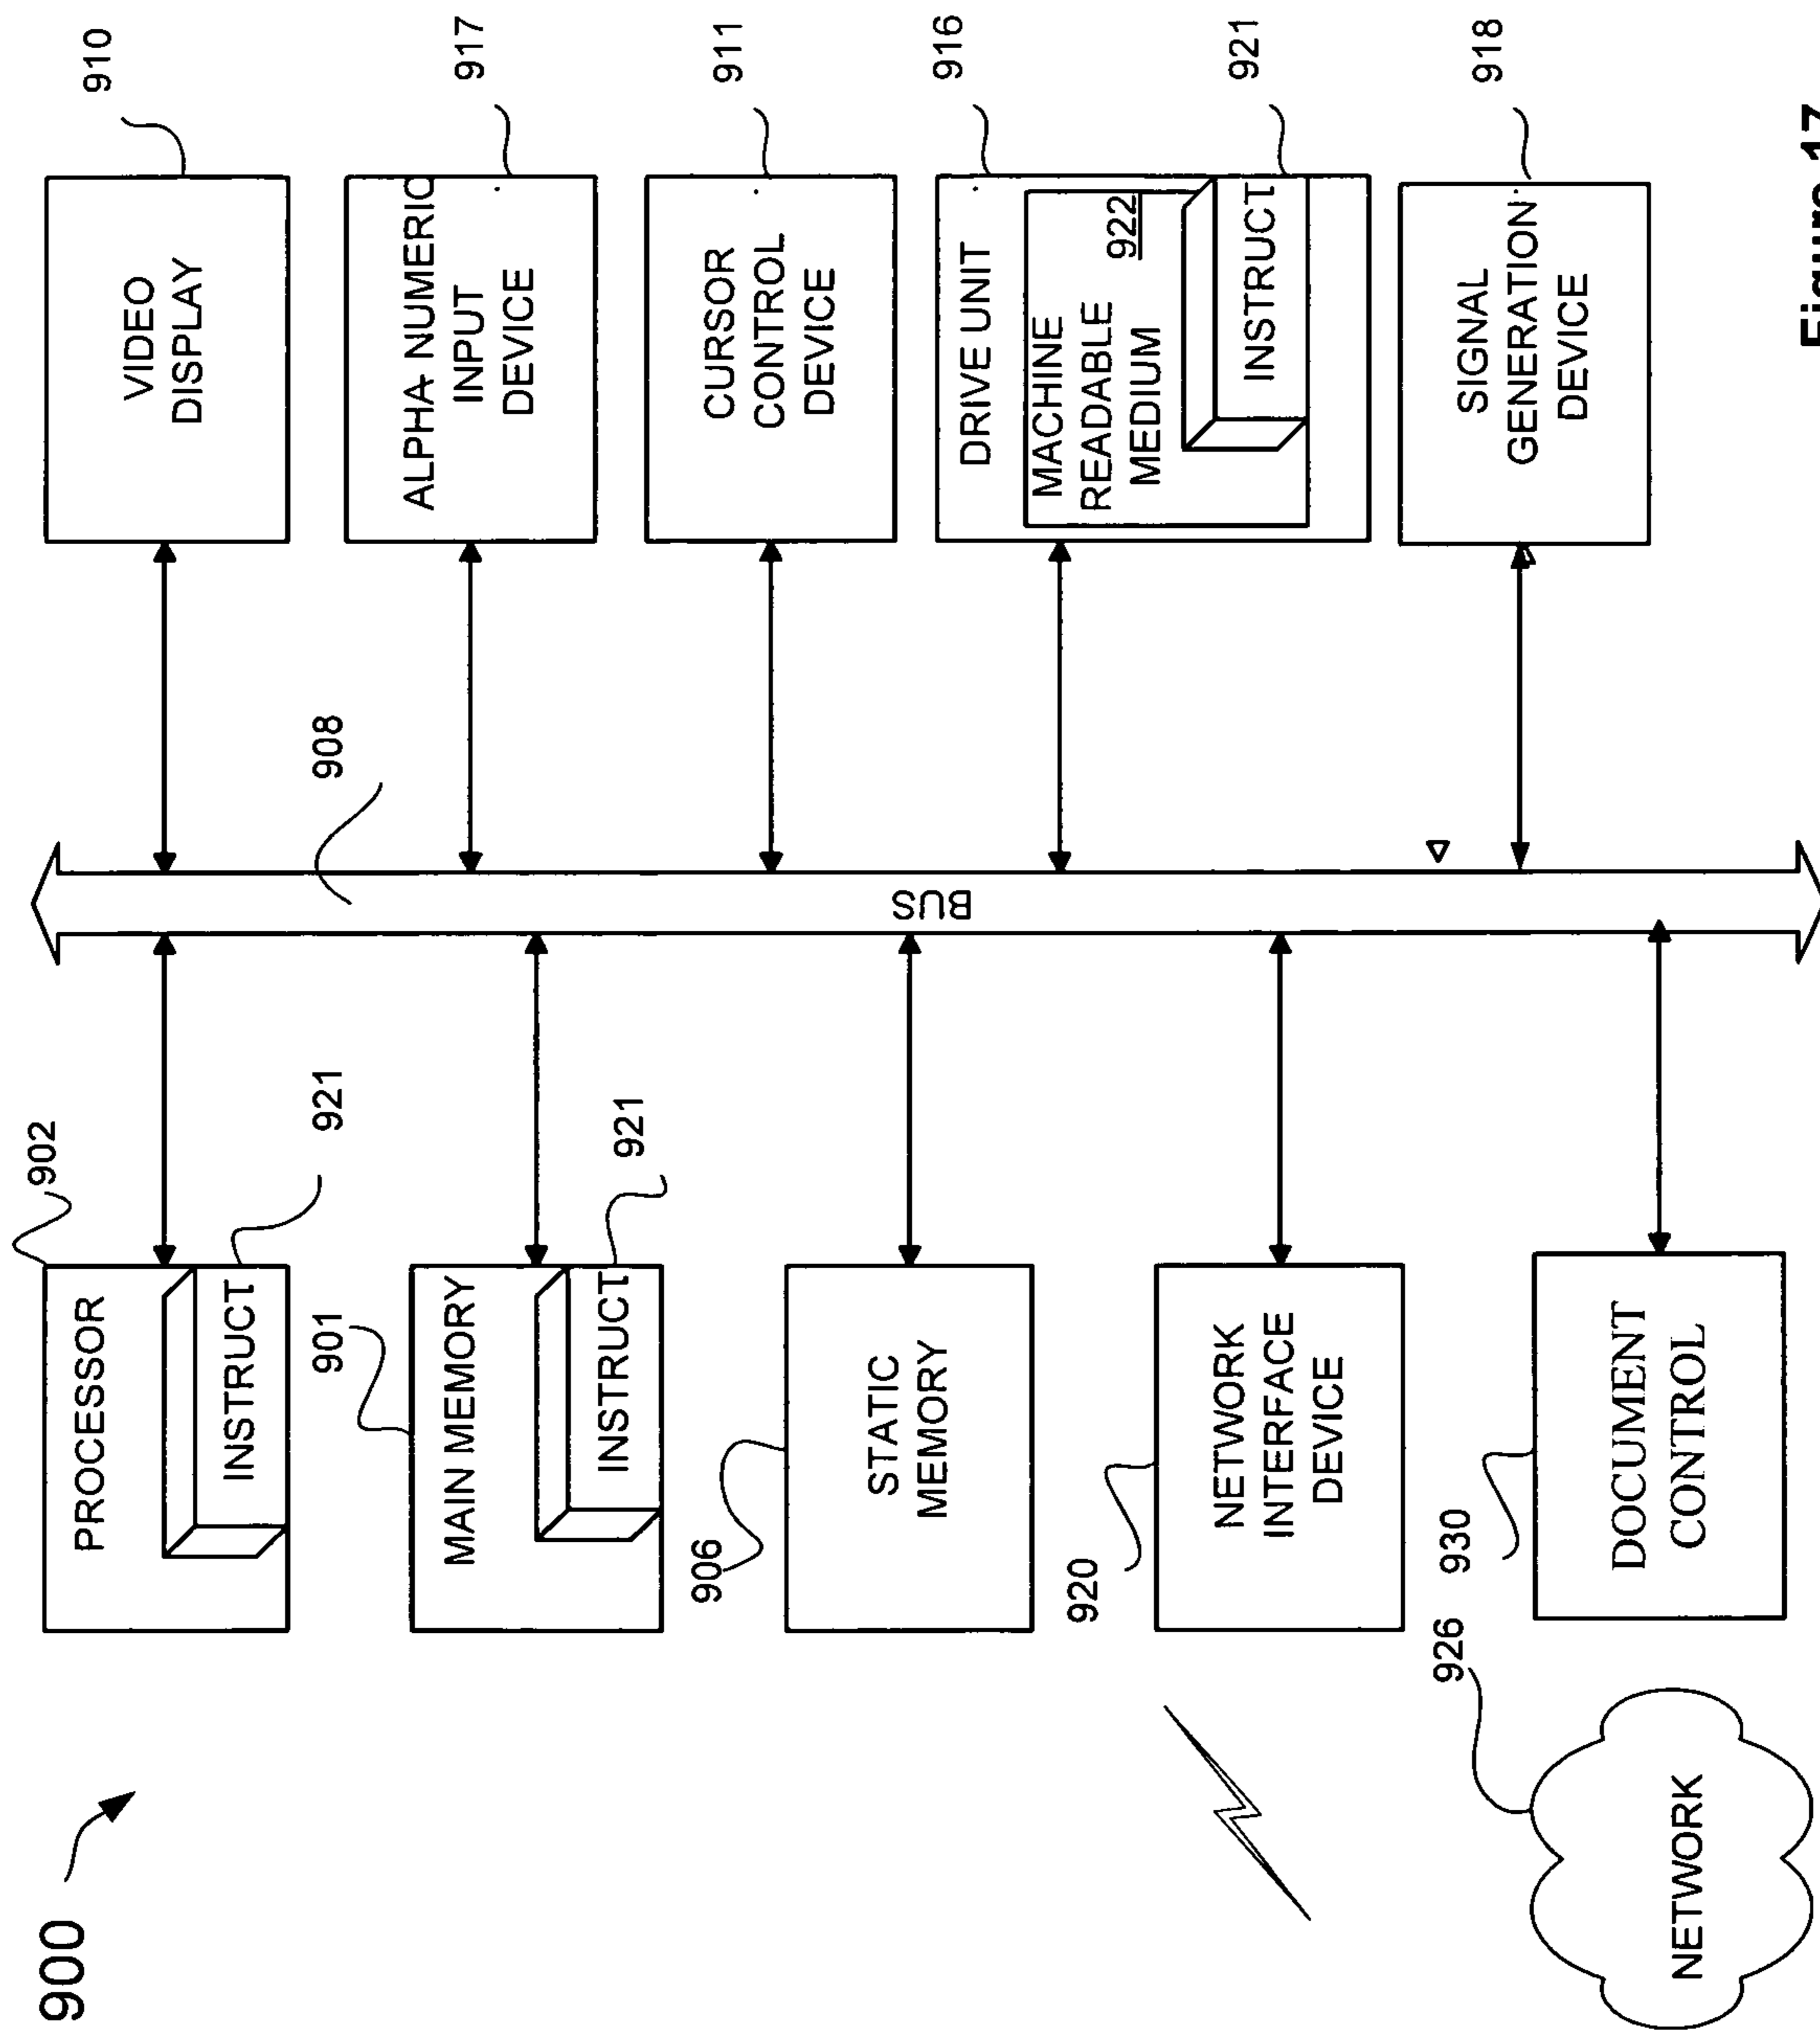 900
PROCESSOR
902
INSTRUCT
921
901
MAIN MEMORY
INSTRUCT
921
906
STATIC
MEMORY
920
NETWORK
INTERFACE
DEVICE
930
DOCUMENT
CONTROL
926
NETWORK
908
BUS
VIDEO
DISPLAY
910
ALPHA NUMERIC
INPUT
DEVICE
917
CURSOR
CONTROL
DEVICE
911
DRIVE UNIT
916
MACHINE
READABLE
MEDIUM
922
INSTRUCT
921
SIGNAL
GENERATION
DEVICE
918
Figure 17